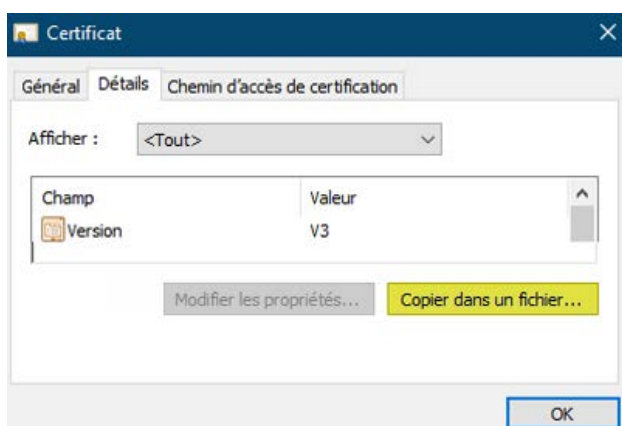 Certificat
Général Détails Chemin d'accès de certification
Afficher : <Tout>
Champ Valeur
Version V3
Modifier les propriétés... Copier dans un fichier...
OK